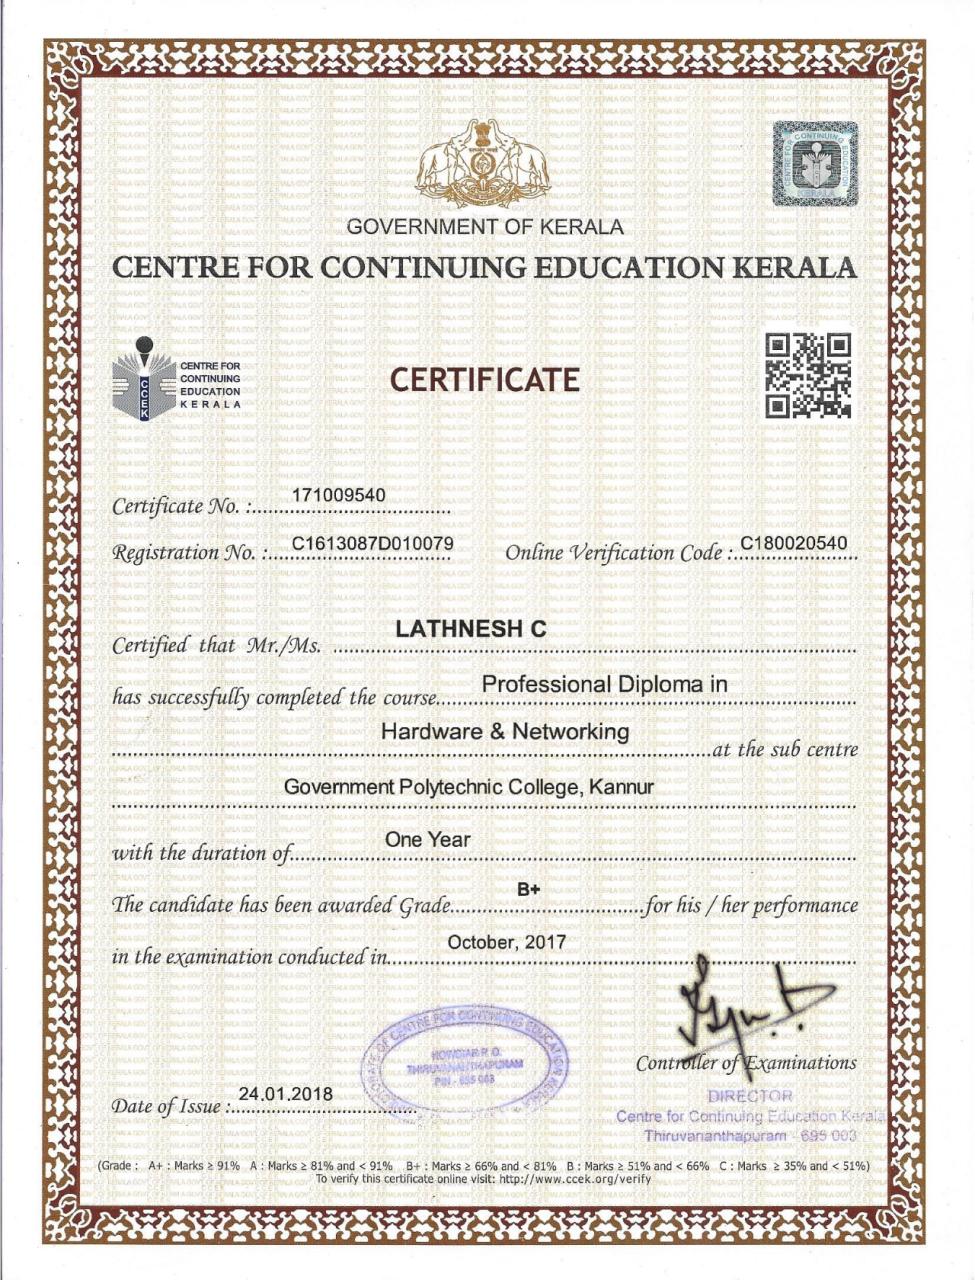 CENTRE FOR CONTINUING EDUCATION
KERALA
GOVERNMENT OF KERALA
CENTRE FOR CONTINUING EDUCATION KERALA
CCEK
CENTRE FOR
CONTINUING
EDUCATION
KERALA
CERTIFICATE
Certificate No. : 171009540
Registration No. : C1613087D010079 Online Verification Code : C180020540
Certified that Mr./Ms. LATHNESH C
has successfully completed the course Professional Diploma in
Hardware & Networking at the sub centre
Government Polytechnic College, Kannur
with the duration of One Year
The candidate has been awarded Grade B+ for his / her performance
in the examination conducted in October, 2017
OF CENTRE FOR CONTINUING EDUCATION
THIRUVANANTHAPURAM
PIN - 695 003
Controller of Examinations
DIRECTOR
Centre for Continuing Education Kerala
Thiruvananthapuram - 695 003
Date of Issue : 24.01.2018
(Grade : A+ : Marks ≥ 91% A : Marks ≥ 81% and < 91% B+ : Marks ≥ 66% and < 81% B : Marks ≥ 51% and < 66% C : Marks ≥ 35% and < 51%)
To verify this certificate online visit: http://www.ccek.org/verify